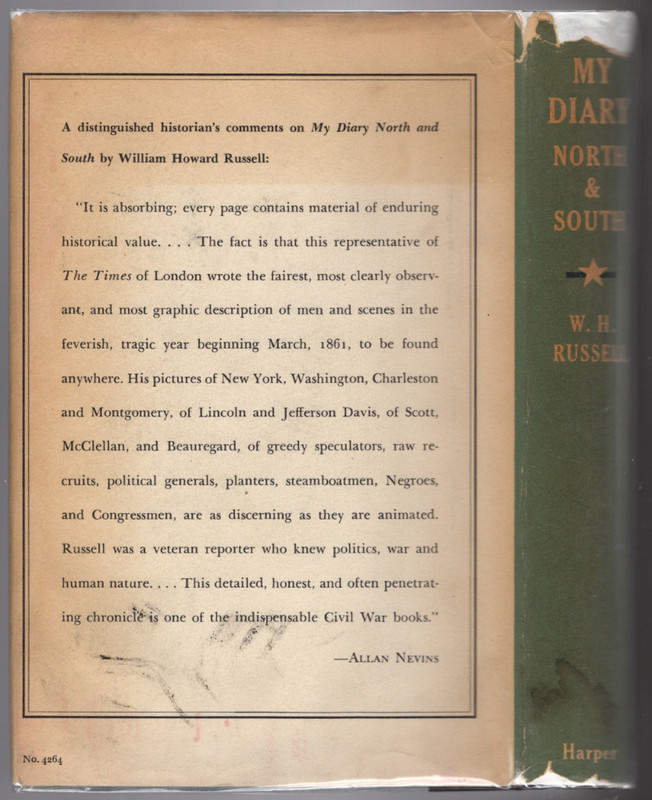 A distinguished historian's comments on My Diary North and
South by William Howard Russell:
"It is absorbing; every page contains material of enduring
historical value. . . . The fact is that this representative of
The Times of London wrote the fairest, most clearly observ-
ant, and most graphic description of men and scenes in the
feverish, tragic year beginning March, 1861, to be found
anywhere. His pictures of New York, Washington, Charleston
and Montgomery, of Lincoln and Jefferson Davis, of Scott,
McClellan, and Beauregard, of greedy speculators, raw re-
cruits, political generals, planters, steamboatmen, Negroes,
and Congressmen, are as discerning as they are animated.
Russell was a veteran reporter who knew politics, war and
human nature. . . . This detailed, honest, and often penetrat-
ing chronicle is one of the indispensable Civil War books."
—ALLAN NEVINS
No. 4264
MY
DIARY
NORTH
&
SOUTH
W. H.
RUSSELL
Harper